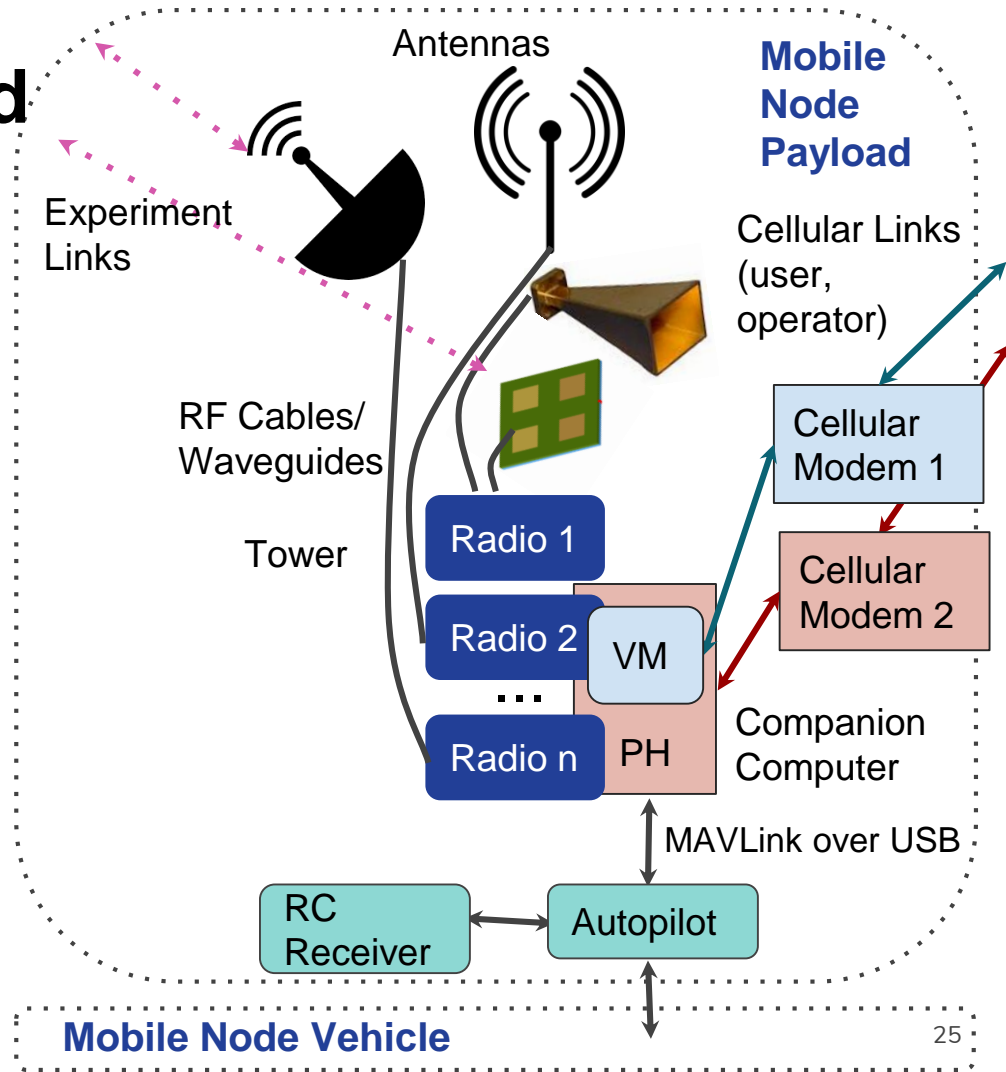 Antennas
Mobile
Node
Payload
d
Experiment
Links
Cellular Links
(user,
operator)
RF Cables/
Waveguides
Tower
Cellular
Modem 1
Radio 1
Cellular
Modem 2
Radio 2
VM
...
Radio n
PH
Companion
Computer
MAVLink over USB
RC
Receiver
Autopilot
Mobile Node Vehicle
25